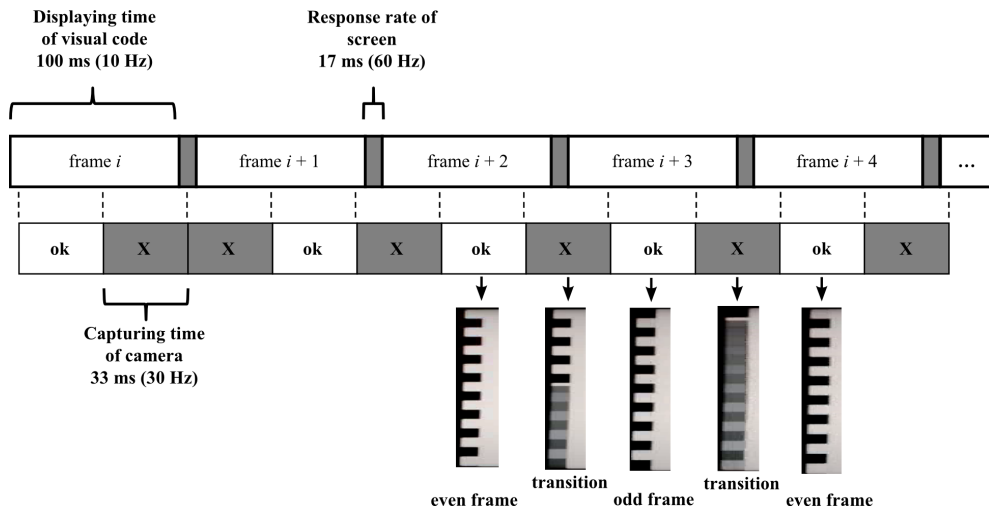 Displaying time
of visual code
100 ms (10 Hz)
Response rate of
screen
17 ms (60 Hz)
frame i
frame i + 1
frame i + 2
frame i + 3
frame i + 4
...
ok
X
X
ok
X
ok
X
ok
X
ok
X
Capturing time
of camera
33 ms (30 Hz)
even frame
transition
odd frame
transition
even frame